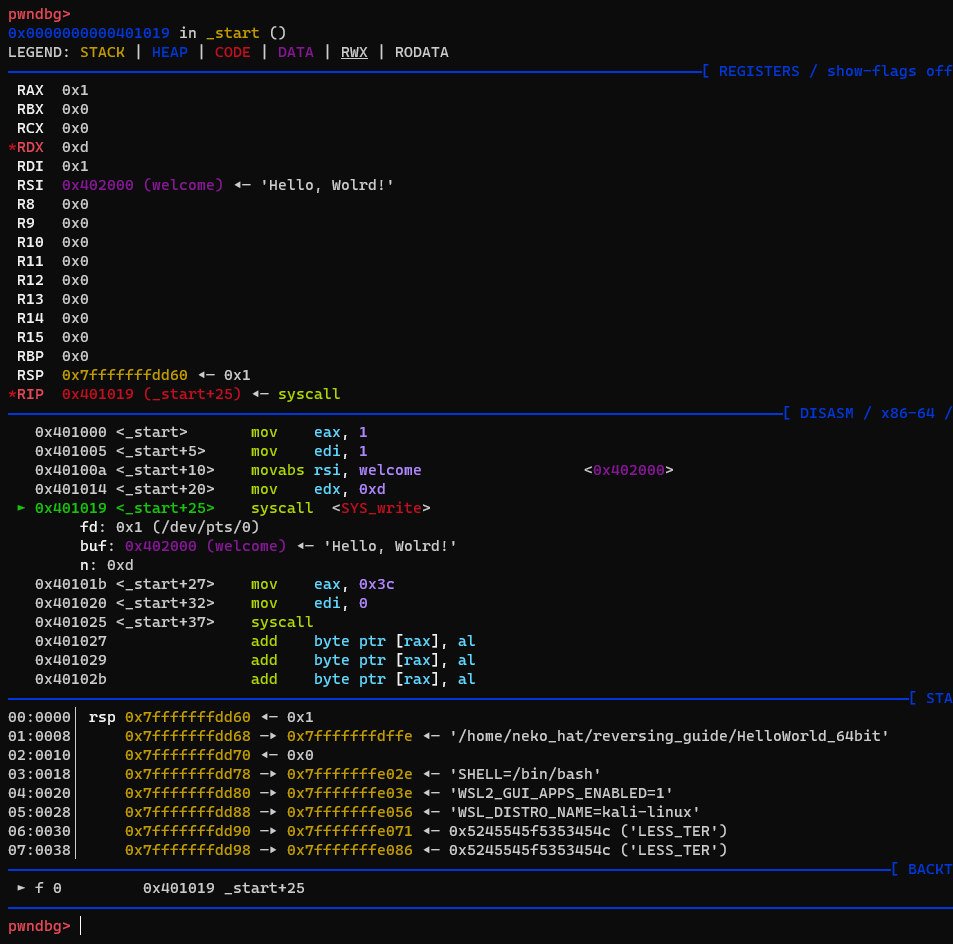 pwndbg>
0x0000000000401019 in _start ()
LEGEND: STACK | HEAP | CODE | DATA | RWX | RODATA
[ REGISTERS / show-flags off
RAX  0x1
RBX  0x0
RCX  0x0
*RDX  0xd
RDI  0x1
RSI  0x402000 (welcome) ◂— 'Hello, Wolrd!'
R8   0x0
R9   0x0
R10  0x0
R11  0x0
R12  0x0
R13  0x0
R14  0x0
R15  0x0
RBP  0x0
RSP  0x7fffffffdd60 ◂— 0x1
*RIP  0x401019 (_start+25) ◂— syscall
[ DISASM / x86-64 /
0x401000 <_start>       mov    eax, 1
0x401005 <_start+5>     mov    edi, 1
0x40100a <_start+10>    movabs rsi, welcome                  <0x402000>
0x401014 <_start+20>    mov    edx, 0xd
► 0x401019 <_start+25>    syscall  <SYS_write>
fd: 0x1 (/dev/pts/0)
buf: 0x402000 (welcome) ◂— 'Hello, Wolrd!'
n: 0xd
0x40101b <_start+27>    mov    eax, 0x3c
0x401020 <_start+32>    mov    edi, 0
0x401025 <_start+37>    syscall
0x401027                add    byte ptr [rax], al
0x401029                add    byte ptr [rax], al
0x40102b                add    byte ptr [rax], al
[ STA
00:0000│ rsp 0x7fffffffdd60 ◂— 0x1
01:0008│     0x7fffffffdd68 —▸ 0x7fffffffdffe ◂— '/home/neko_hat/reversing_guide/HelloWorld_64bit'
02:0010│     0x7fffffffdd70 ◂— 0x0
03:0018│     0x7fffffffdd78 —▸ 0x7fffffffe02e ◂— 'SHELL=/bin/bash'
04:0020│     0x7fffffffdd80 —▸ 0x7fffffffe03e ◂— 'WSL2_GUI_APPS_ENABLED=1'
05:0028│     0x7fffffffdd88 —▸ 0x7fffffffe056 ◂— 'WSL_DISTRO_NAME=kali-linux'
06:0030│     0x7fffffffdd90 —▸ 0x7fffffffe071 ◂— 0x5245545f5353454c ('LESS_TER')
07:0038│     0x7fffffffdd98 —▸ 0x7fffffffe086 ◂— 0x5245545f5353454c ('LESS_TER')
[ BACKT
► f 0         0x401019 _start+25
pwndbg>